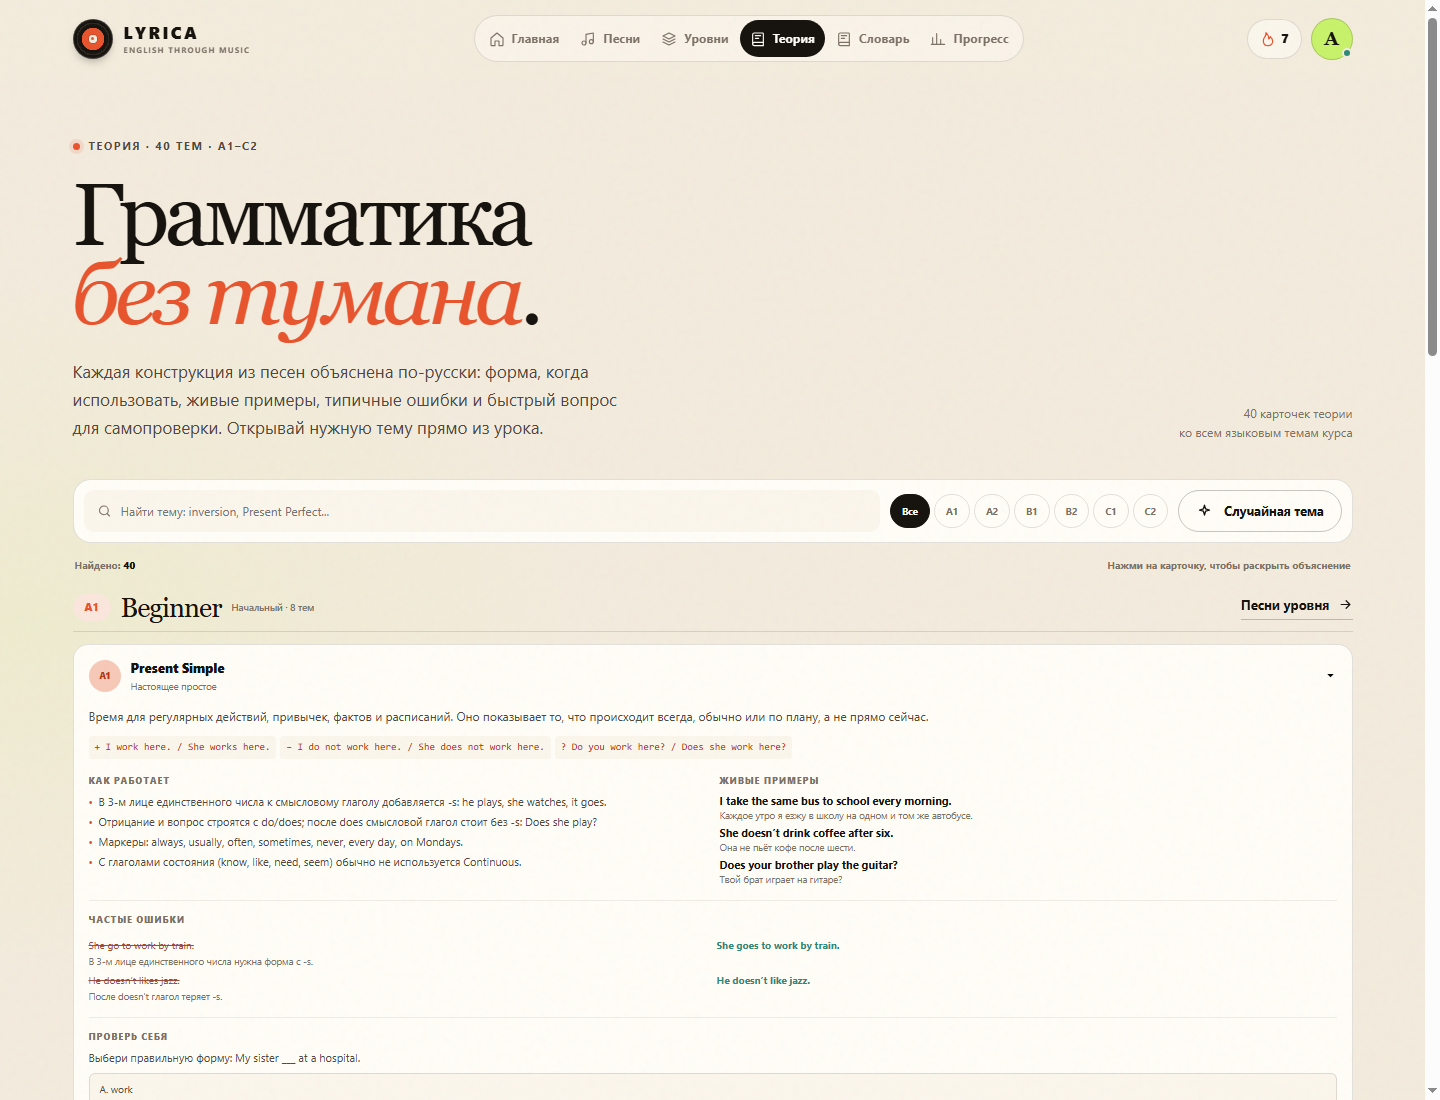 LYRICA
ENGLISH THROUGH MUSIC
Главная
Песни
Уровни
Теория
Словарь
Прогресс
7
A
ТЕОРИЯ · 40 ТЕМ · A1–C2
Грамматика
без тумана.
Каждая конструкция из песен объяснена по-русски: форма, когда
использовать, живые примеры, типичные ошибки и быстрый вопрос
для самопроверки. Открывай нужную тему прямо из урока.
40 карточек теории
ко всем языковым темам курса
Найти тему: inversion, Present Perfect...
Все
A1
A2
B1
B2
C1
C2
Случайная тема
Найдено: 40
Нажми на карточку, чтобы раскрыть объяснение
A1
Beginner
Начальный · 8 тем
Песни уровня
A1
Present Simple
Настоящее простое
Время для регулярных действий, привычек, фактов и расписаний. Оно показывает то, что происходит всегда, обычно или по плану, а не прямо сейчас.
+ I work here. / She works here.
− I do not work here. / She does not work here.
? Do you work here? / Does she work here?
КАК РАБОТАЕТ
• В 3-м лице единственного числа к смысловому глаголу добавляется -s: he plays, she watches, it goes.
• Отрицание и вопрос строятся с do/does; после does смысловой глагол стоит без -s: Does she play?
• Маркеры: always, usually, often, sometimes, never, every day, on Mondays.
• С глаголами состояния (know, like, need, seem) обычно не используется Continuous.
ЖИВЫЕ ПРИМЕРЫ
I take the same bus to school every morning.
Каждое утро я езжу в школу на одном и том же автобусе.
She doesn’t drink coffee after six.
Она не пьёт кофе после шести.
Does your brother play the guitar?
Твой брат играет на гитаре?
ЧАСТЫЕ ОШИБКИ
She go to work by train.
She goes to work by train.
В 3-м лице единственного числа нужна форма с -s.
He doesn’t likes jazz.
He doesn’t like jazz.
После doesn’t глагол теряет -s.
ПРОВЕРЬ СЕБЯ
Выбери правильную форму: My sister ___ at a hospital.
A. work